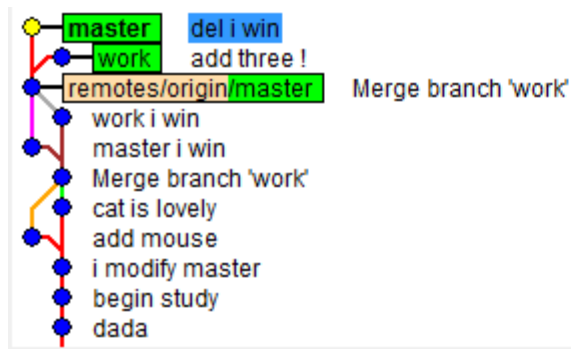 master del i win
work add three !
remotes/origin/master Merge branch 'work'
work i win
master i win
Merge branch 'work'
cat is lovely
add mouse
i modify master
begin study
dada